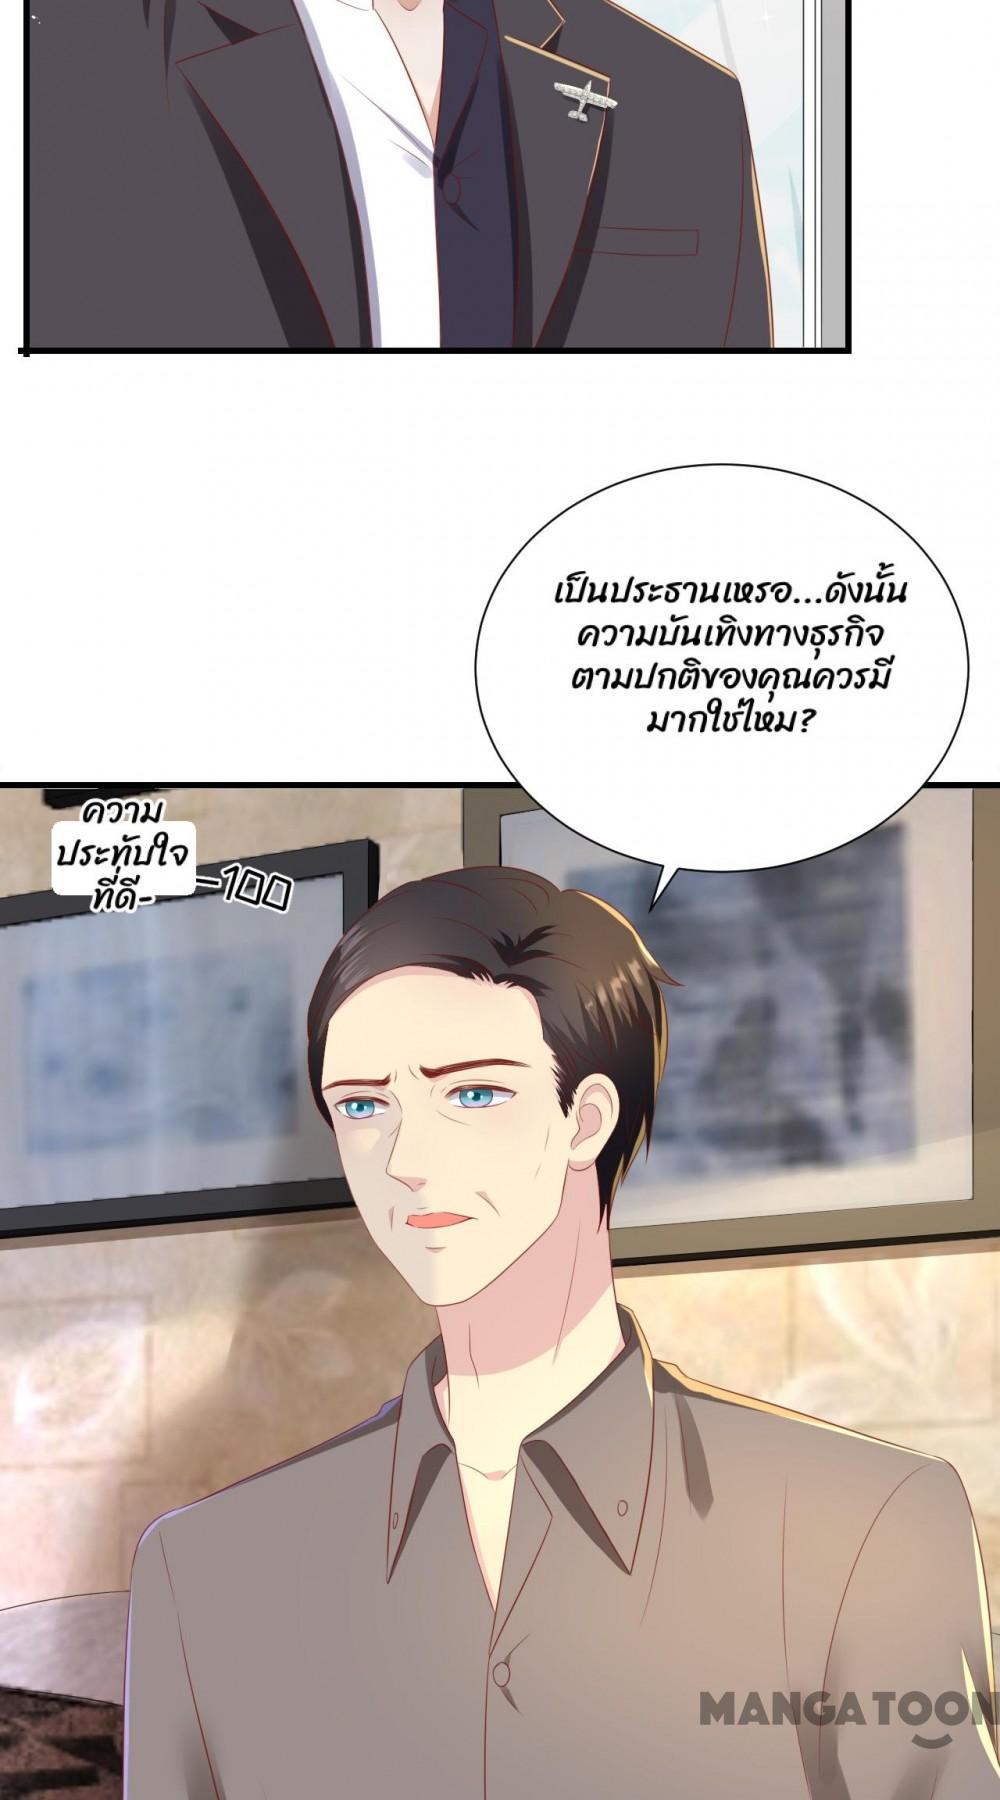 เป็นประธานเหรอ...ดังนั้น
ความบันเทิงทางธุรกิจ
ตามปกติของคุณควรมี
มากใช่ไหม?
ความ
ประทับใจ
ที่ดี-
-100
MANGATOON